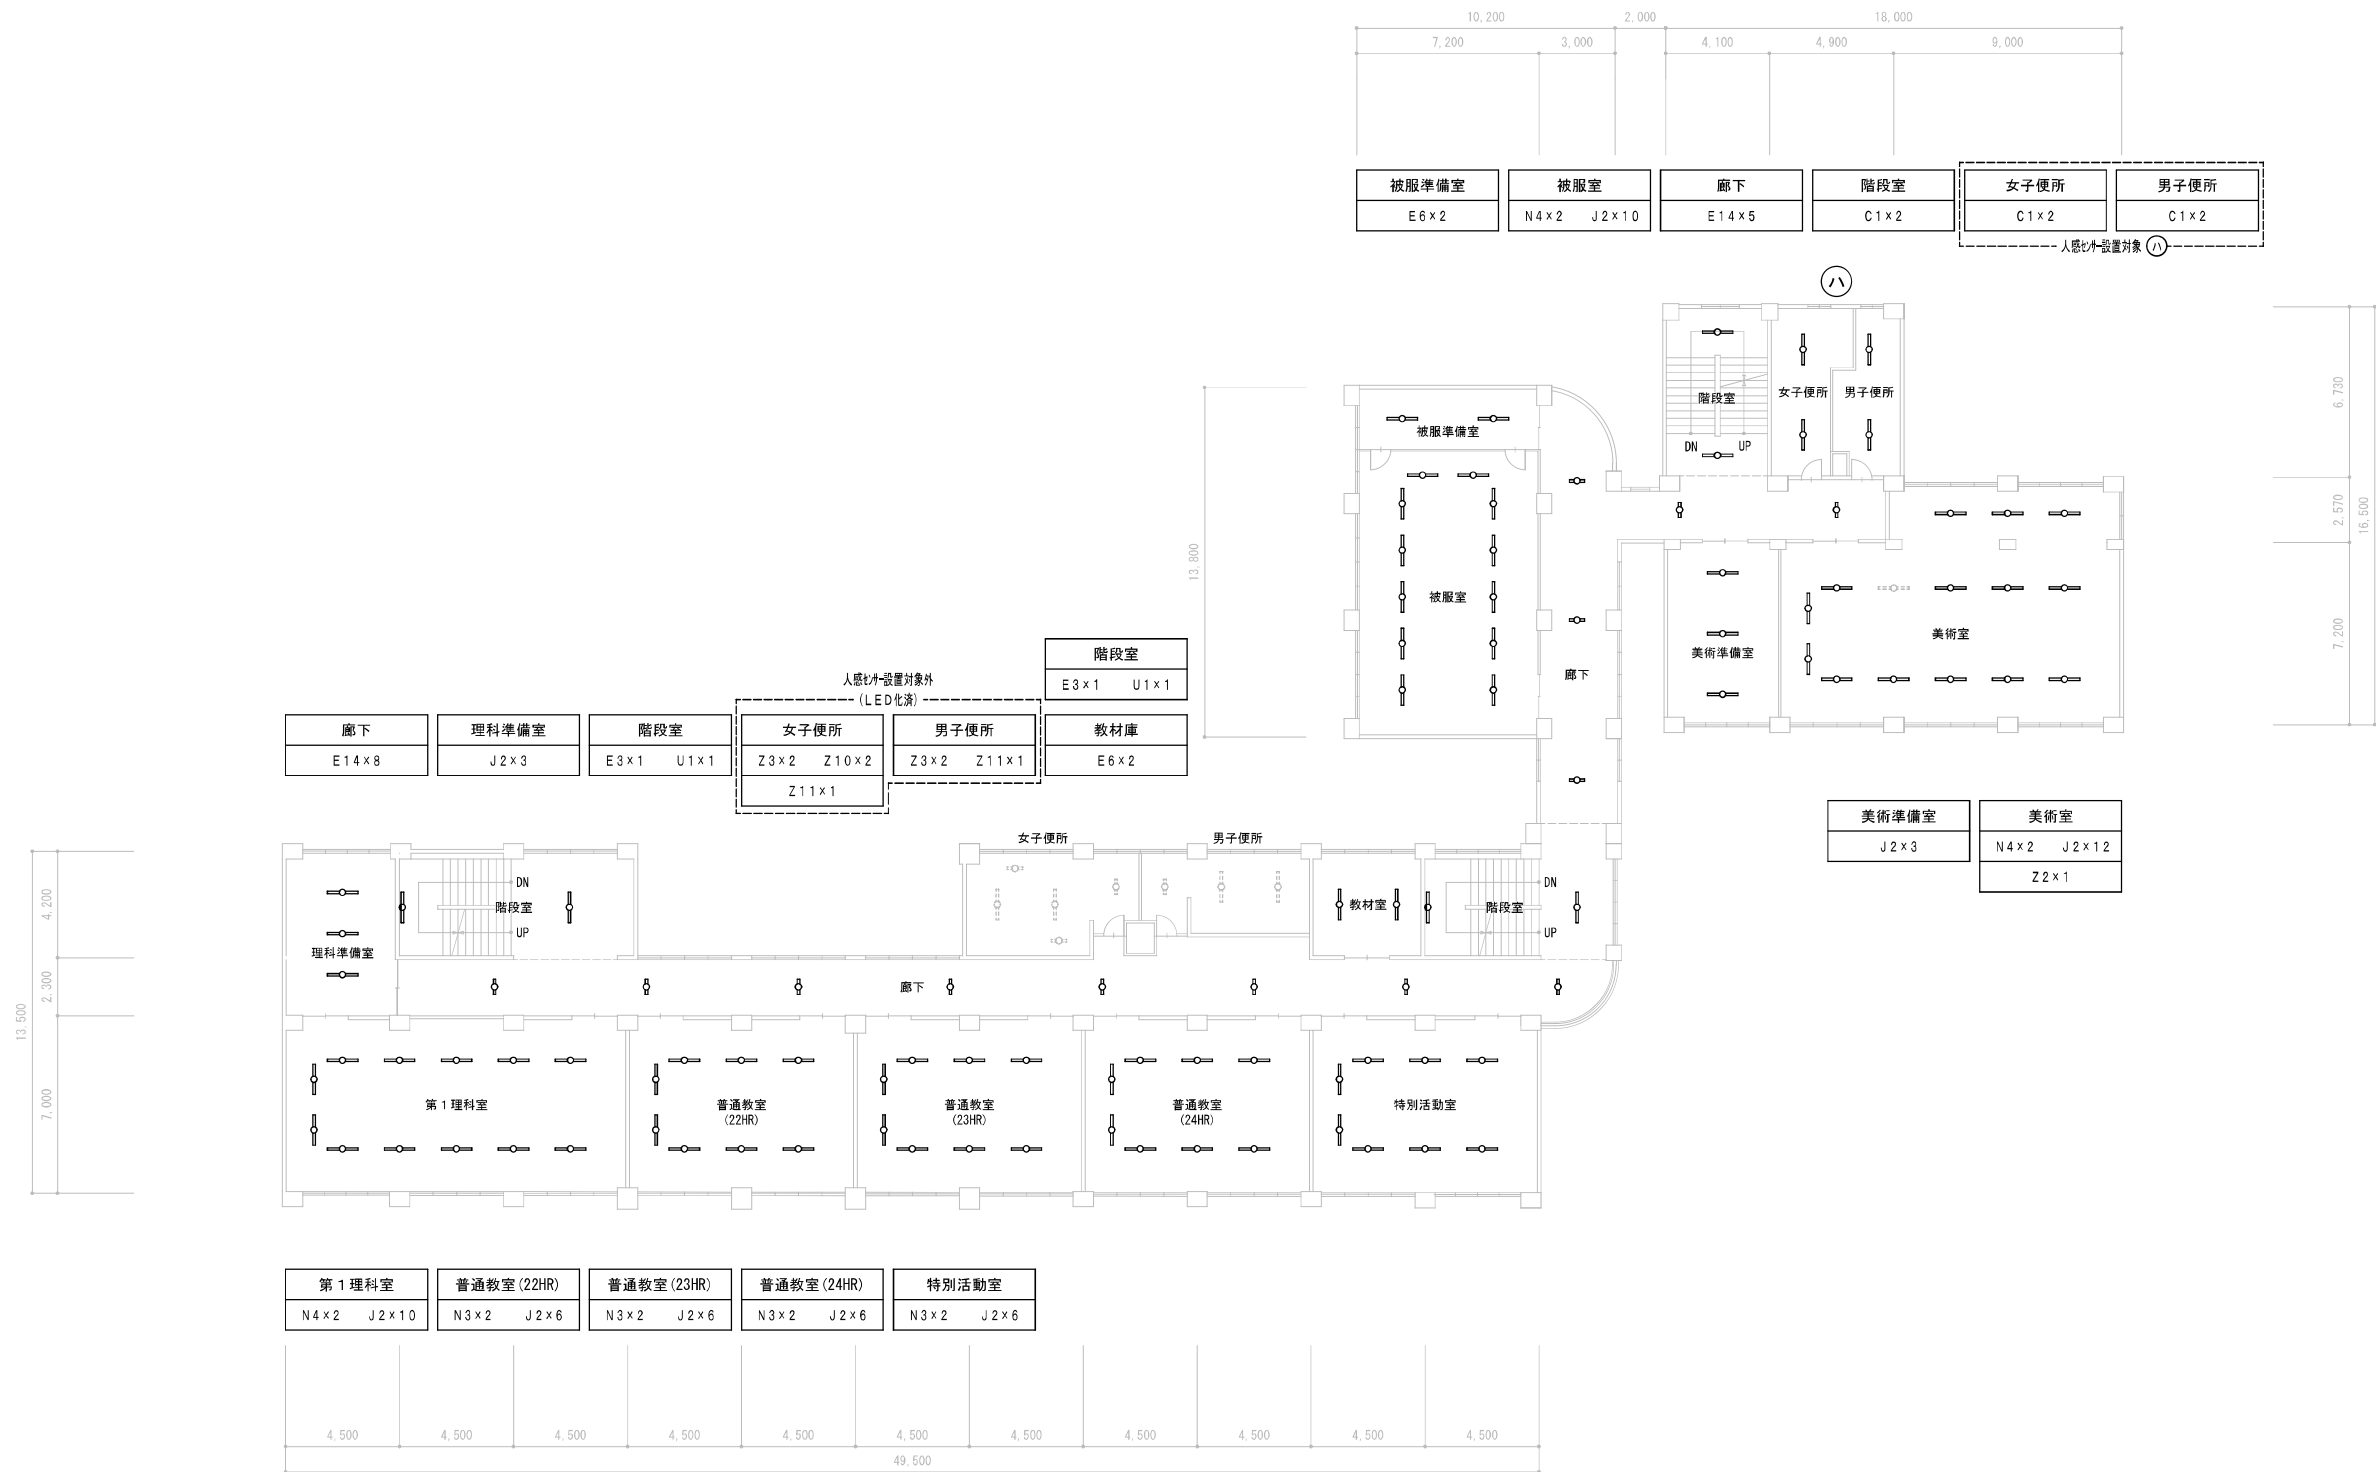 10,200 2,000 18,000
7,200 3,000 4,100 4,900 9,000
被服準備室 被服室 廊下 階段室 女子便所 男子便所
E6×2 N4×2 J2×10 E14×5 C1×2 C1×2 C1×2
人感ｾﾝｻｰ設置対象 ハ
ハ
階段室 女子便所 男子便所
DN UP
被服準備室
被服室
廊下
美術準備室
美術室
13,800
6,730
2,570
16,500
7,200
階段室
E3×1 U1×1
人感ｾﾝｻｰ設置対象外
(LED化済)
廊下 理科準備室 階段室 女子便所 男子便所 教材庫
E14×8 J2×3 E3×1 U1×1 Z3×2 Z10×2 Z3×2 Z11×1 E6×2
Z11×1
美術準備室 美術室
J2×3 N4×2 J2×12
Z2×1
女子便所 男子便所
DN DN
階段室 教材室 階段室
UP UP
理科準備室
廊下
4,200
2,300
13,500
7,000
第1理科室 普通教室 普通教室 普通教室 特別活動室
(22HR) (23HR) (24HR)
第1理科室 普通教室(22HR) 普通教室(23HR) 普通教室(24HR) 特別活動室
N4×2 J2×10 N3×2 J2×6 N3×2 J2×6 N3×2 J2×6 N3×2 J2×6
4,500 4,500 4,500 4,500 4,500 4,500 4,500 4,500 4,500 4,500 4,500
49,500